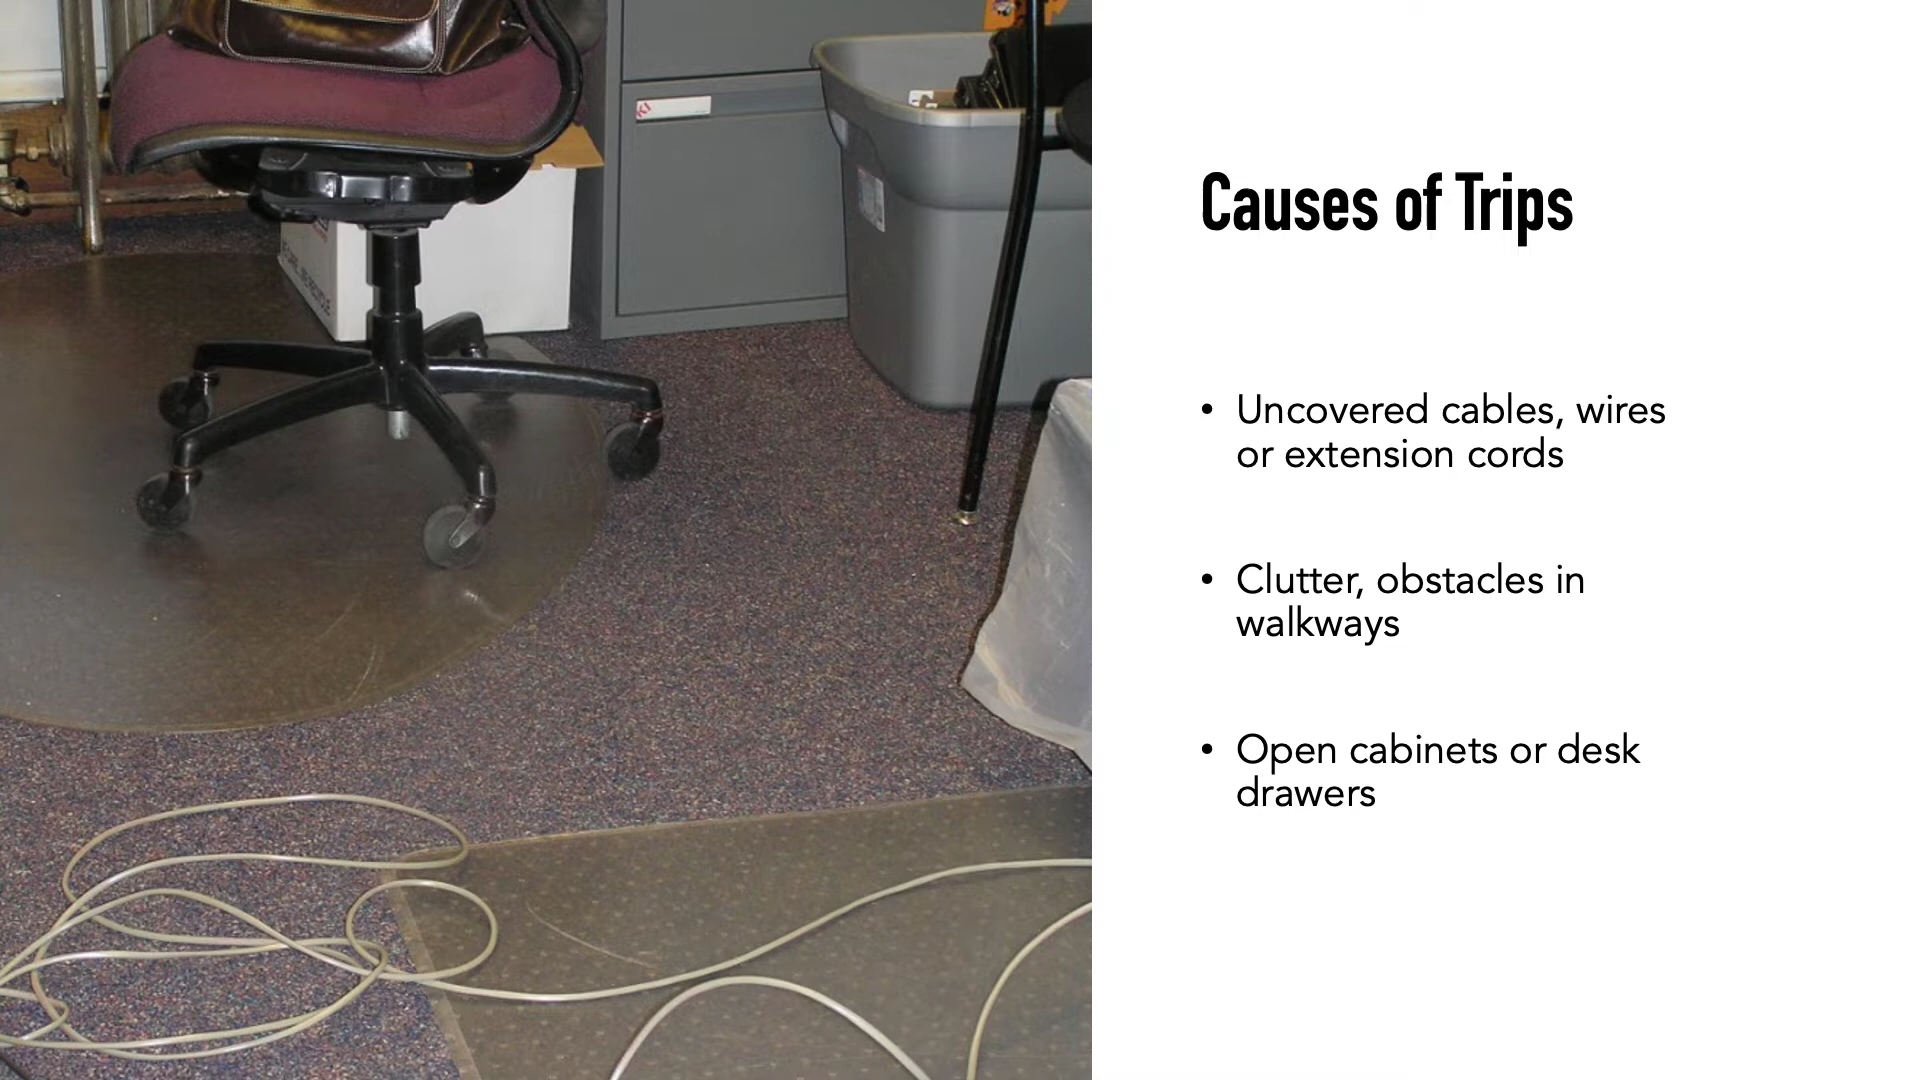 Causes of Trips
• Uncovered cables, wires
or extension cords
• Clutter, obstacles in
walkways
• Open cabinets or desk
drawers